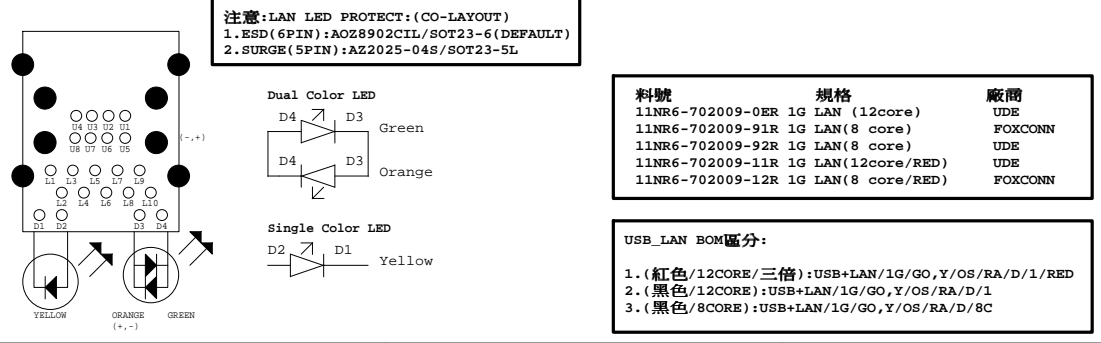 注意:LAN LED PROTECT:(CO-LAYOUT)
1.ESD(6PIN):AOZ8902CIL/SOT23-6(DEFAULT)
2.SURGE(5PIN):AZ2025-04S/SOT23-5L
U4 U3 U2 U1
(-,+)
U8 U7 U6 U5
L1 L3 L5 L7 L9
L2 L4 L6 L8 L10
D1 D2 D3 D4
YELLOW ORANGE GREEN
(+,-)
Dual Color LED
D4 D3
Green
D4 D3
Orange
Single Color LED
D2 D1
Yellow
料號 規格 廠商
11NR6-702009-0ER 1G LAN (12core) UDE
11NR6-702009-91R 1G LAN(8 core) FOXCONN
11NR6-702009-92R 1G LAN(8 core) UDE
11NR6-702009-11R 1G LAN(12core/RED) UDE
11NR6-702009-12R 1G LAN(8 core/RED) FOXCONN
USB_LAN BOM區分:
1.(紅色/12CORE/三倍):USB+LAN/1G/GO,Y/OS/RA/D/1/RED
2.(黑色/12CORE):USB+LAN/1G/GO,Y/OS/RA/D/1
3.(黑色/8CORE):USB+LAN/1G/GO,Y/OS/RA/D/8C